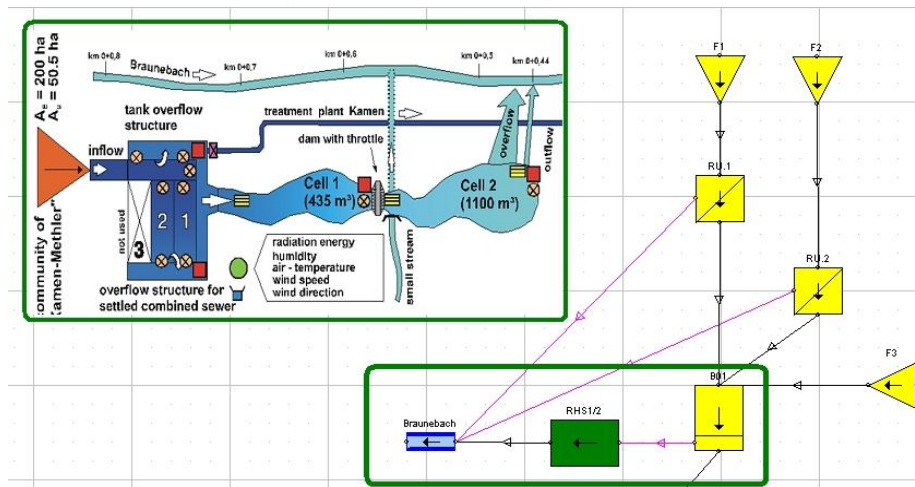 community of
Kamen-Methler"
A_E = 200 ha
A_u = 50.5 ha
km 0+0,8
Braunebach
km 0+0,7
km 0+0,6
km 0+0,5
km 0+0,44
tank overflow
structure
treatment plant Kamen
dam with throttle
overflow
outflow
inflow
Cell 1
(435 m³)
Cell 2
(1100 m³)
not used
3
2
1
small stream
radiation energy
humidity
air - temperature
wind speed
wind direction
overflow structure for
settled combined sewer
F1
F2
RU.1
RU.2
F3
B01
Braunebach
RHS1/2